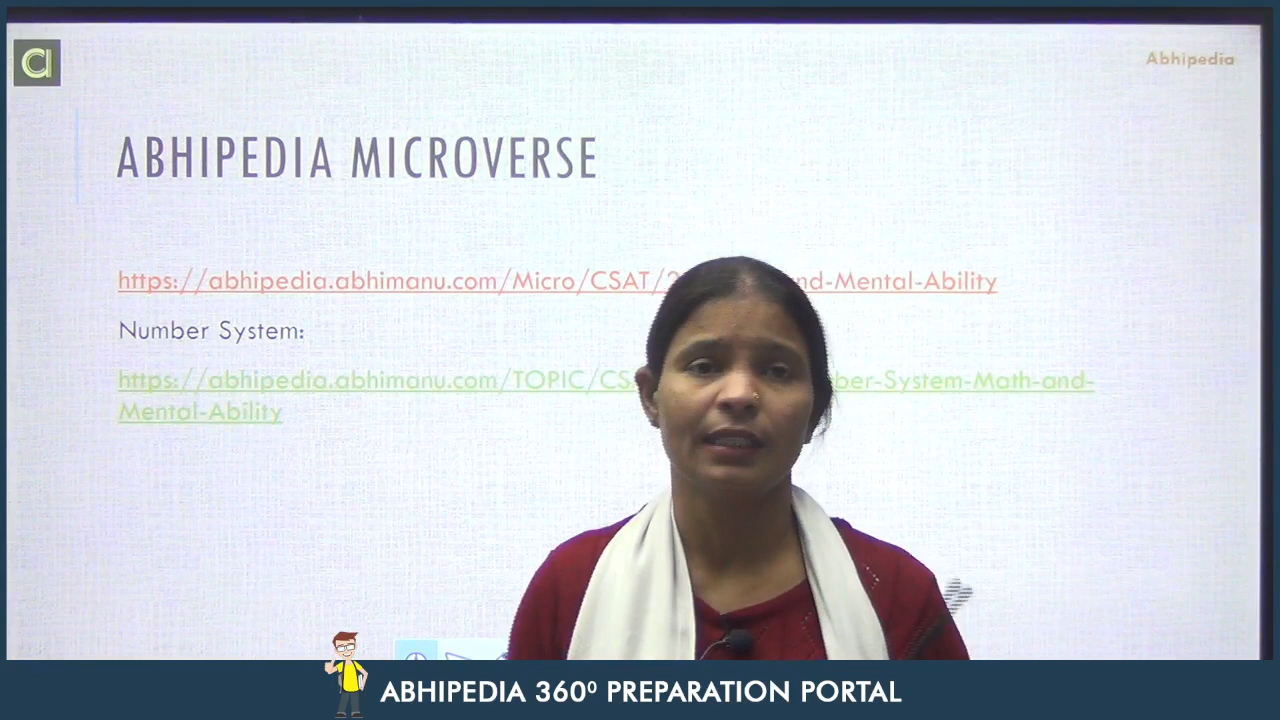 Abhipedia
ABHIPEDIA MICROVERSE
https://abhipedia.abhimanu.com/Micro/CSAT/ nd-Mental-Ability
Number System:
https://abhipedia.abhimanu.com/TOPIC/CS ber-System-Math-and-
Mental-Ability
ABHIPEDIA 360⁰ PREPARATION PORTAL